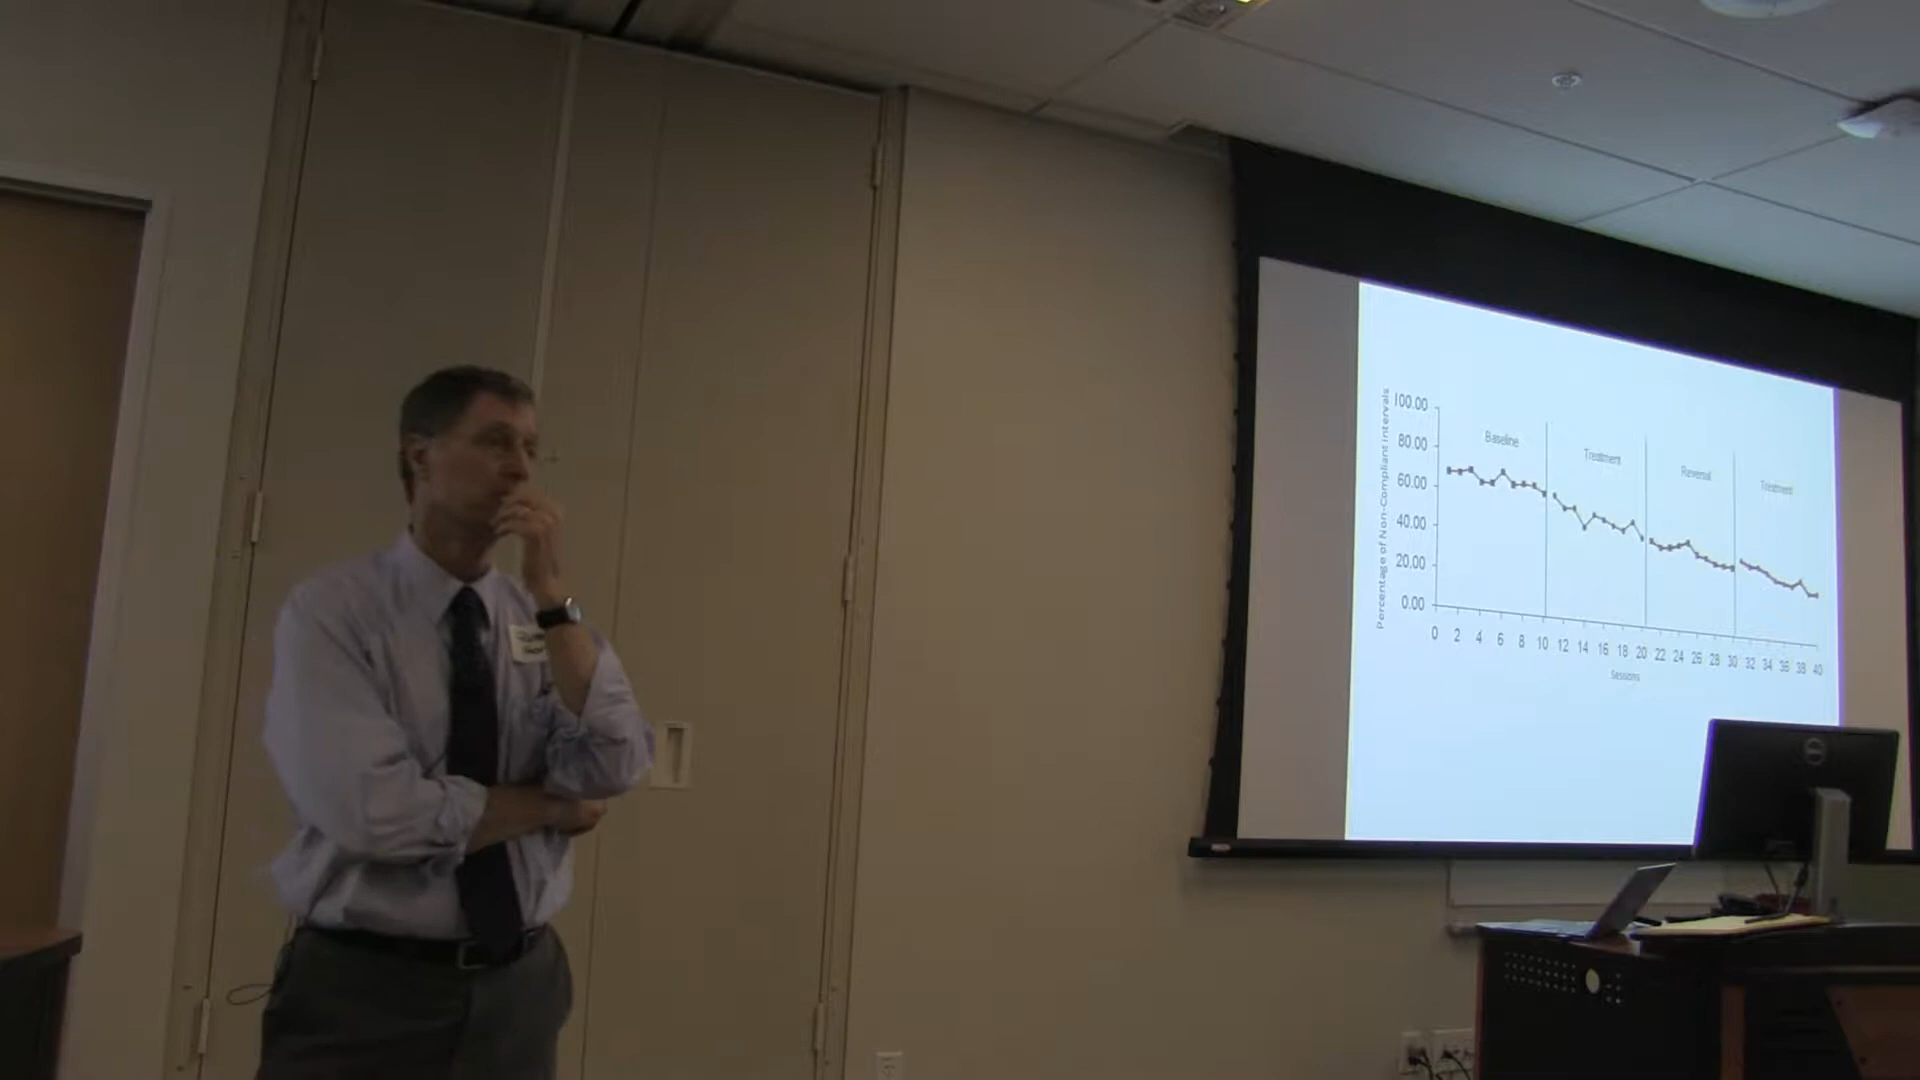 Percentage of Non-Compliant Intervals
100.00
80.00
60.00
40.00
20.00
0.00
Baseline
Treatment
Reversal
Treatment
0 2 4 6 8 10 12 14 16 18 20 22 24 26 28 30 32 34 36 38 40
Sessions
DELL